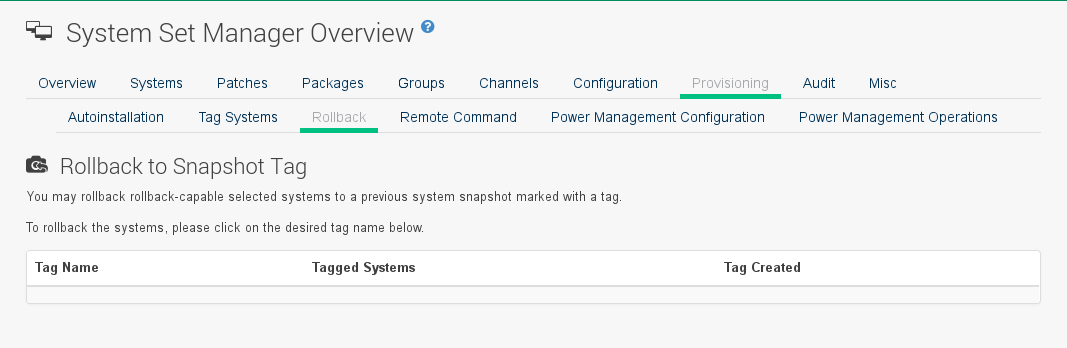 System Set Manager Overview ?
Overview Systems Patches Packages Groups Channels Configuration Provisioning Audit Misc
Autoinstallation Tag Systems Rollback Remote Command Power Management Configuration Power Management Operations
Rollback to Snapshot Tag
You may rollback rollback-capable selected systems to a previous system snapshot marked with a tag.
To rollback the systems, please click on the desired tag name below.
Tag Name Tagged Systems Tag Created